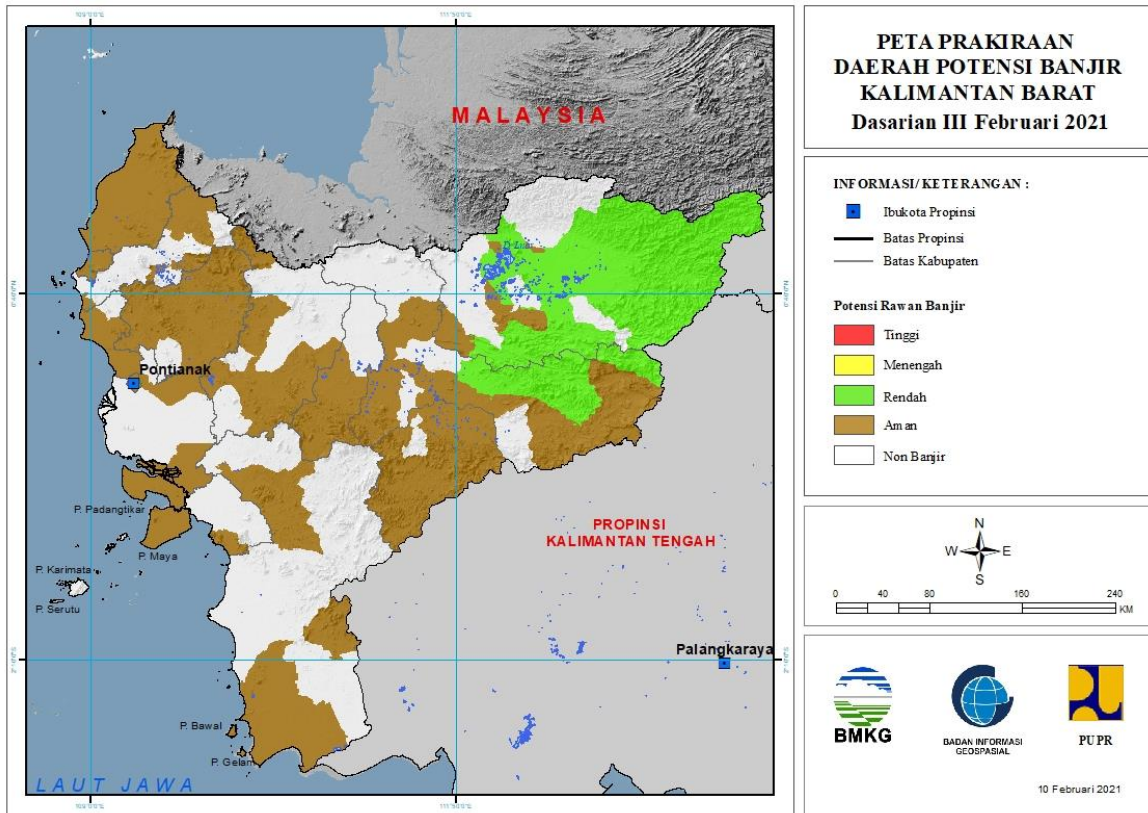 PETA PRAKIRAAN
DAERAH POTENSI BANJIR
KALIMANTAN BARAT
Dasarian III Februari 2021
INFORMASI/ KETERANGAN :
Ibukota Propinsi
Batas Propinsi
Batas Kabupaten
Potensi Rawan Banjir
Tinggi
Menengah
Rendah
Aman
Non Banjir
N
W E
S
0 40 80 160 240
KM
BMKG
BADAN INFORMASI
GEOSPASIAL
PUPR
10 Februari 2021
MALAYSIA
Pontianak
P. Padangtikar
P. Maya
P. Karimata
P. Serutu
PROPINSI
KALIMANTAN TENGAH
Palangkaraya
P. Bawal
P. Gelam
LAUT JAWA